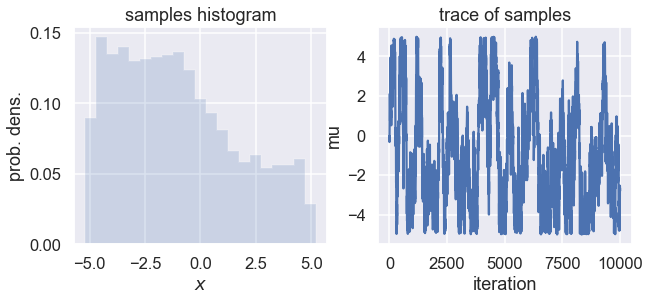 samples histogram
prob. dens.
0.15
0.10
0.05
0.00
−5.0 −2.5 0.0 2.5 5.0
x
trace of samples
mu
4
2
0
−2
−4
0 2500 5000 7500 10000
iteration